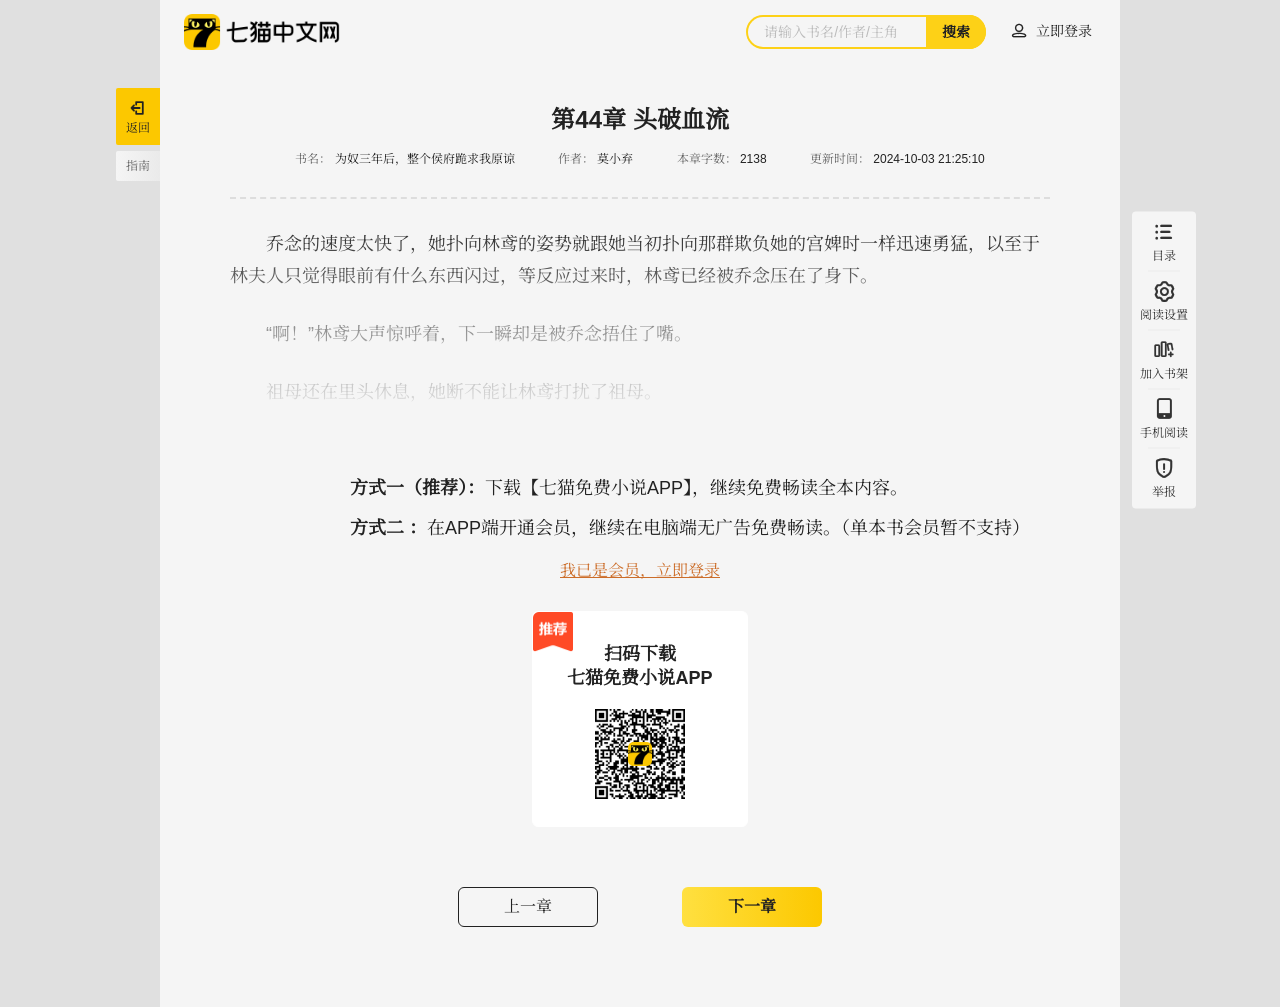 七猫中文网
请输入书名/作者/主角
搜索
立即登录
返回
指南
第44章 头破血流
书名： 为奴三年后，整个侯府跪求我原谅 作者： 莫小弃 本章字数： 2138 更新时间： 2024-10-03 21:25:10
乔念的速度太快了，她扑向林鸢的姿势就跟她当初扑向那群欺负她的宫婢时一样迅速勇猛，以至于
林夫人只觉得眼前有什么东西闪过，等反应过来时，林鸢已经被乔念压在了身下。
“啊！”林鸢大声惊呼着，下一瞬却是被乔念捂住了嘴。
祖母还在里头休息，她断不能让林鸢打扰了祖母。
目录
阅读设置
加入书架
手机阅读
举报
方式一（推荐）：下载【七猫免费小说APP】，继续免费畅读全本内容。
方式二 ：在APP端开通会员，继续在电脑端无广告免费畅读。（单本书会员暂不支持）
我已是会员，立即登录
推荐
扫码下载
七猫免费小说APP
上一章
下一章